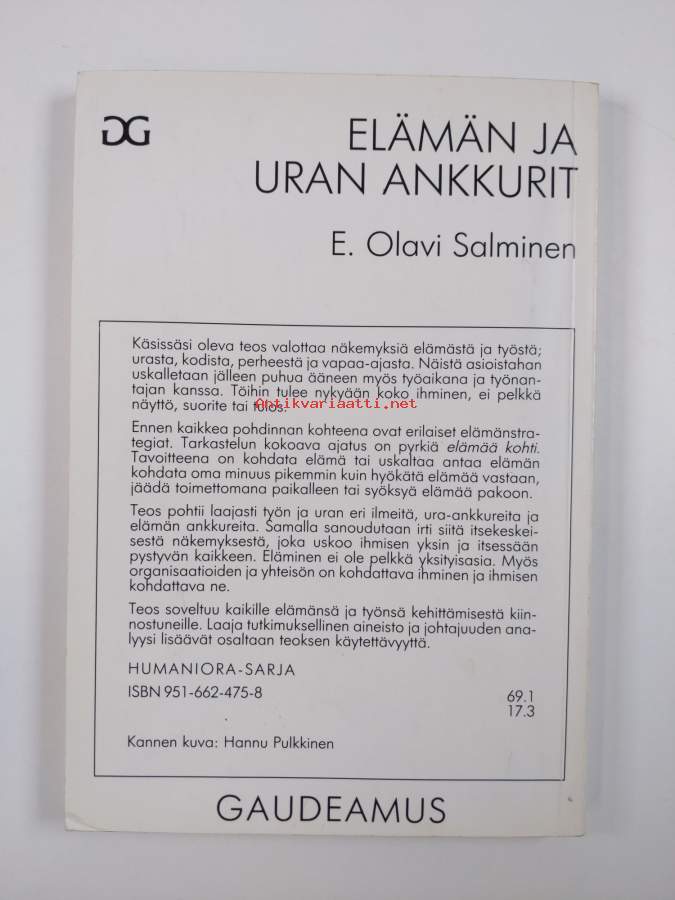 GG
ELÄMÄN JA
URAN ANKKURIT
E. Olavi Salminen
Käsissäsi oleva teos valottaa näkemyksiä elämästä ja työstä;
urasta, kodista, perheestä ja vapaa-ajasta. Näistä asioistahan
uskalletaan jälleen puhua ääneen myös työaikana ja työnan-
tajan kanssa. Töihin tulee nykyään koko ihminen, ei pelkkä
näyttö, suorite tai tulos.
Antikvariaatti.net
Ennen kaikkea pohdinnan kohteena ovat erilaiset elämänstra-
tegiat. Tarkastelun kokoava ajatus on pyrkiä elämää kohti.
Tavoitteena on kohdata elämä tai uskaltaa antaa elämän
kohdata oma minuus pikemmin kuin hyökätä elämää vastaan,
jäädä toimettomana paikalleen tai syöksyä elämää pakoon.
Teos pohtii laajasti työn ja uran eri ilmeitä, ura-ankkureita ja
elämän ankkureita. Samalla sanoudutaan irti siitä itsekeskei-
sestä näkemyksestä, joka uskoo ihmisen yksin ja itsessään
pystyvän kaikkeen. Eläminen ei ole pelkkä yksityisasia. Myös
organisaatioiden ja yhteisön on kohdattava ihminen ja ihmisen
kohdattava ne.
Teos soveltuu kaikille elämänsä ja työnsä kehittämisestä kiin-
nostuneille. Laaja tutkimuksellinen aineisto ja johtajuuden ana-
lyysi lisäävät osaltaan teoksen käytettävyyttä.
HUMANIORA-SARJA
ISBN 951-662-475-8
69.1
17.3
Kannen kuva: Hannu Pulkkinen
GAUDEAMUS